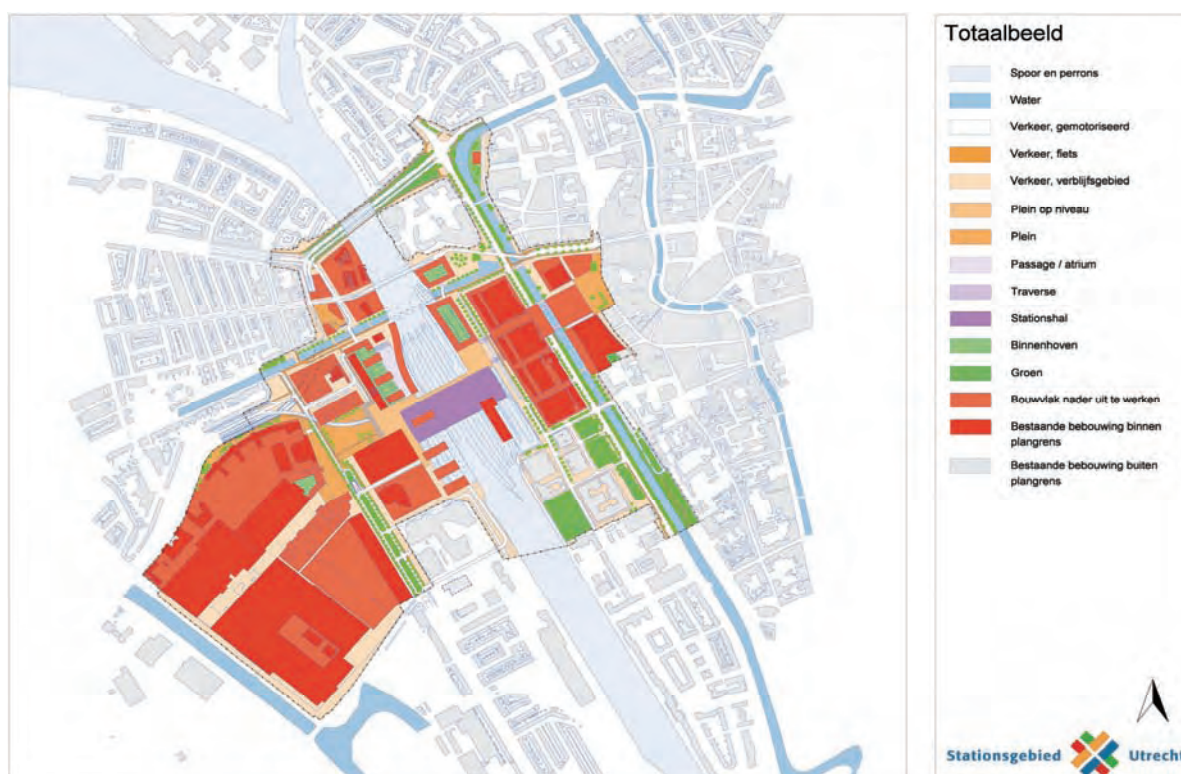 Totaalbeeld
Spoor en perrons
Water
Verkeer, gemotoriseerd
Verkeer, fiets
Verkeer, verblijfsgebied
Plein op niveau
Plein
Passage / atrium
Traverse
Stationshal
Binnenhoven
Groen
Bouwvlak nader uit te werken
Bestaande bebouwing binnen
plangrens
Bestaande bebouwing buiten
plangrens
Stationsgebied Utrecht